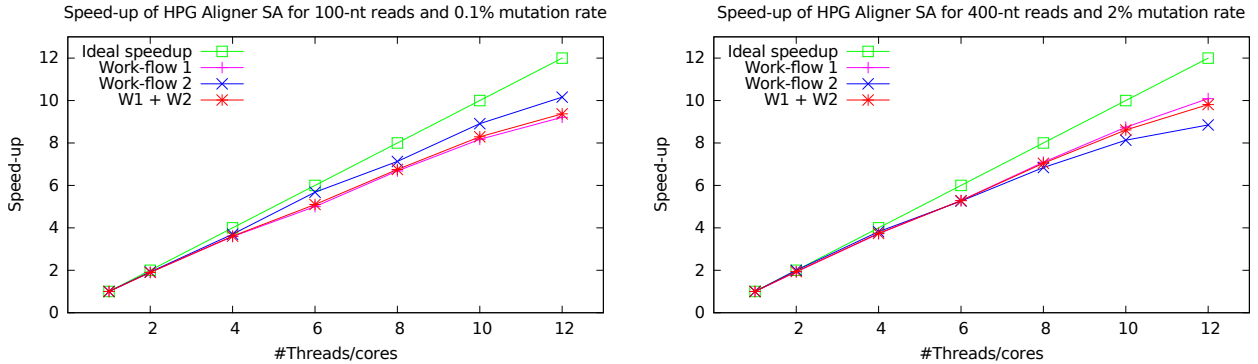 Speed-up of HPG Aligner SA for 100-nt reads and 0.1% mutation rate
12
10
8
6
4
2
0
Speed-up
Ideal speedup
Work-flow 1
Work-flow 2
W1 + W2
2 4 6 8 10 12
#Threads/cores
Speed-up of HPG Aligner SA for 400-nt reads and 2% mutation rate
12
10
8
6
4
2
0
Speed-up
Ideal speedup
Work-flow 1
Work-flow 2
W1 + W2
2 4 6 8 10 12
#Threads/cores